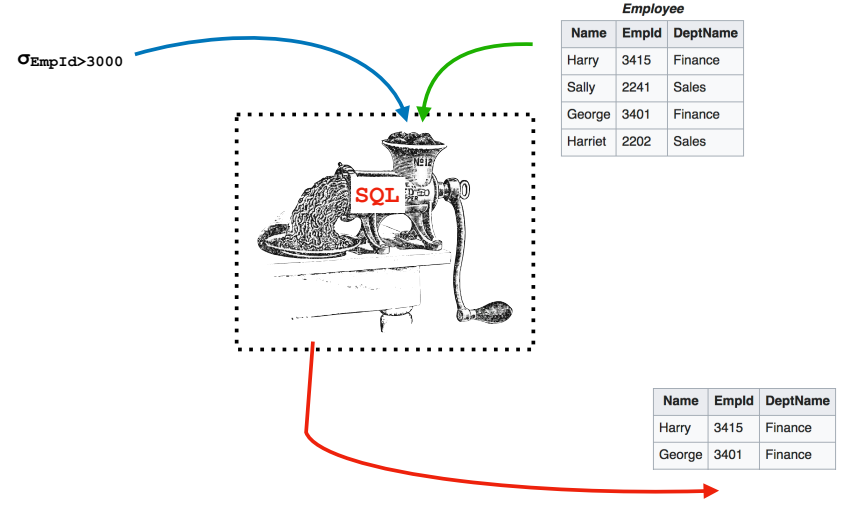 Employee
Name EmpId DeptName
Harry 3415 Finance
Sally 2241 Sales
George 3401 Finance
Harriet 2202 Sales
σEmpId>3000
Nº12
SQL
Name EmpId DeptName
Harry 3415 Finance
George 3401 Finance